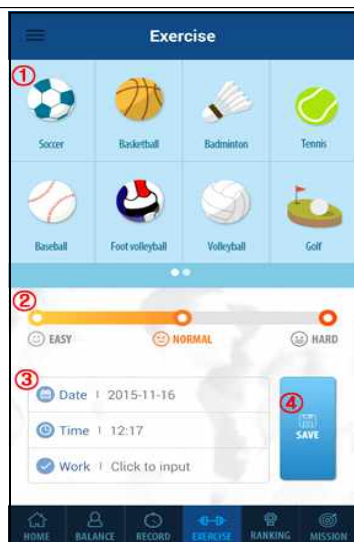 Exercise
①
Soccer Basketball Badminton Tennis
Baseball Foot volleyball Volleyball Golf
②
EASY NORMAL HARD
③
Date | 2015-11-16
④
Time | 12:17
SAVE
Work | Click to input
HOME BALANCE RECORD EXERCISE RANKING MISSION